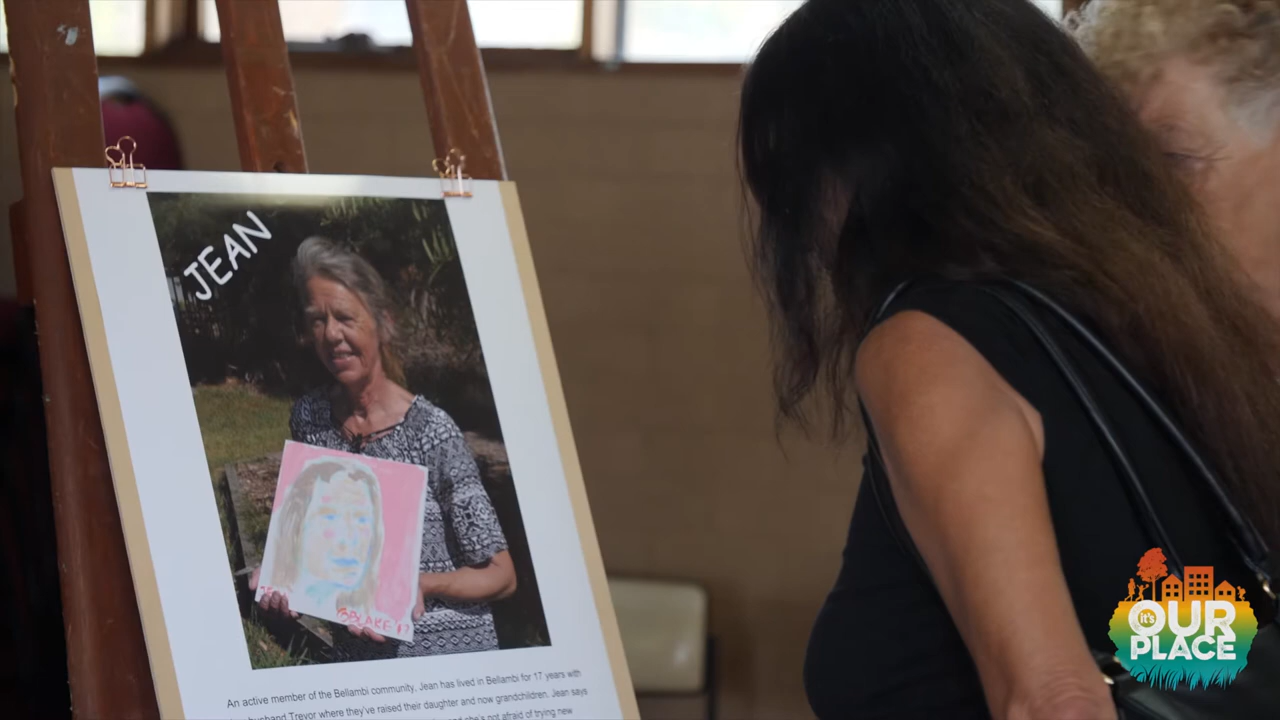 JEAN
An active member of the Bellambi community, Jean has lived in Bellambi for 17 years with
husband Trevor where they've raised their daughter and now grandchildren. Jean says
she's not afraid of trying new
it's
OUR
PLACE